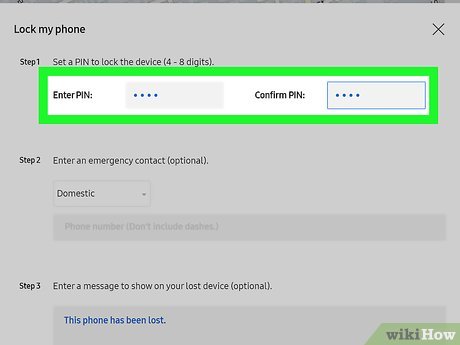 Lock my phone
Step 1 Set a PIN to lock the device (4 - 8 digits).
Enter PIN: •••• Confirm PIN: ••••
Step 2 Enter an emergency contact (optional).
Domestic
Phone number (Don't include dashes.)
Step 3 Enter a message to show on your lost device (optional).
This phone has been lost.
wikiHow